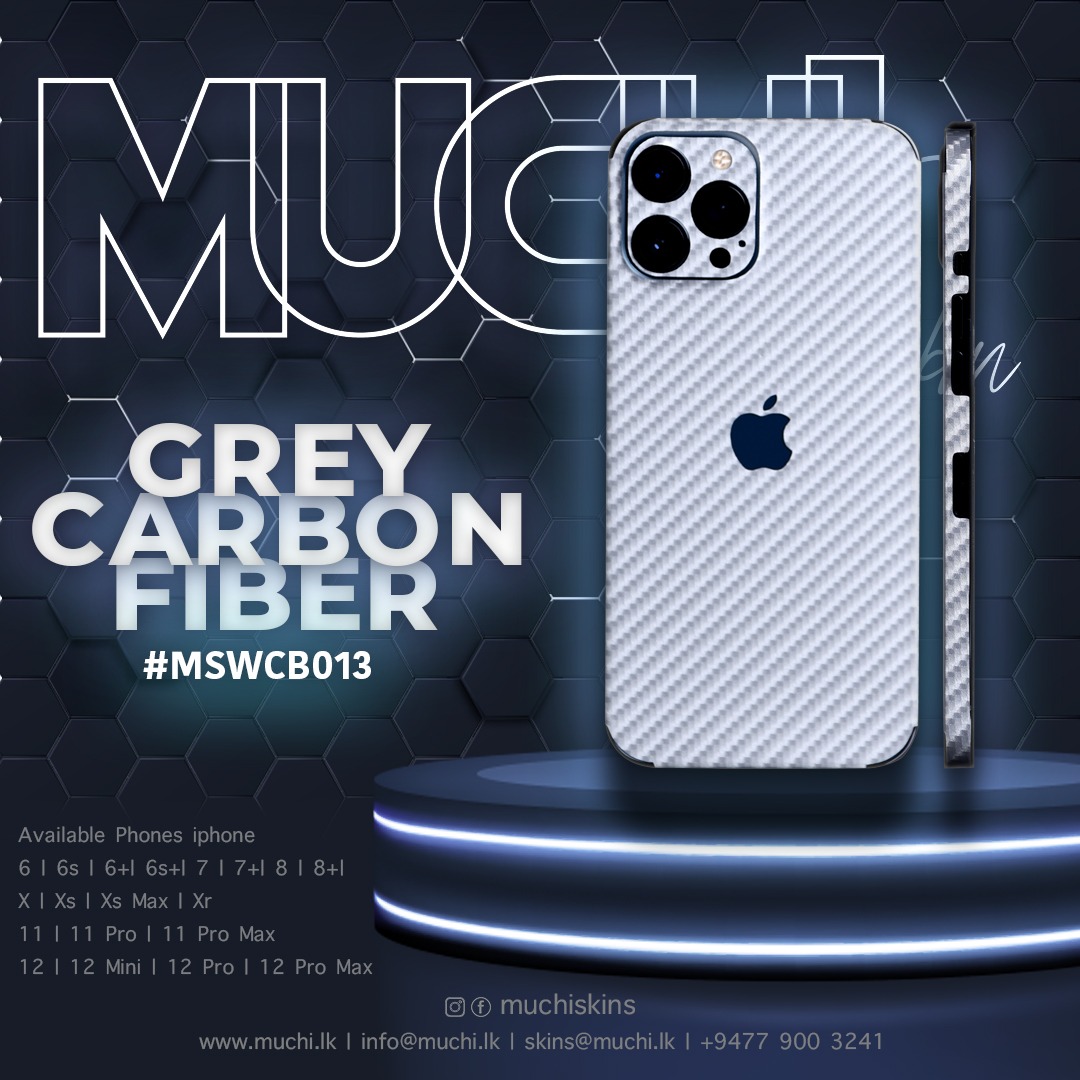 MUCHI
GREY
CARBON
FIBER
#MSWCB013
Available Phones iphone
6 | 6s | 6+| 6s+| 7 | 7+| 8 | 8+|
X | Xs | Xs Max | Xr
11 | 11 Pro | 11 Pro Max
12 | 12 Mini | 12 Pro | 12 Pro Max
muchiskins
www.muchi.lk | info@muchi.lk | skins@muchi.lk | +9477 900 3241